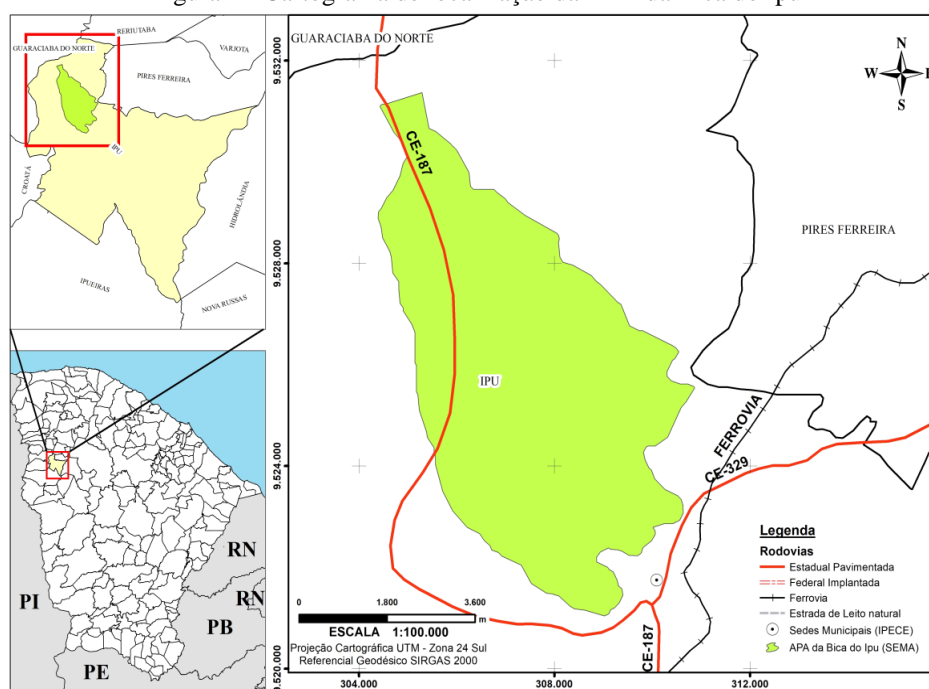 RERIUTABA
GUARACIABA DO NORTE
VARJOTA
PIRES FERREIRA
IPU
CROATÁ
HIDROLÂNDIA
IPUEIRAS
NOVA RUSSAS
RN
RN
PI
PB
PE
GUARACIABA DO NORTE
N
W
S
9.532.000
9.528.000
9.524.000
9.520.000
CE-187
PIRES FERREIRA
IPU
FERROVIA
CE-329
CE-187
Legenda
Rodovias
Estadual Pavimentada
Federal Implantada
Ferrovia
Estrada de Leito natural
Sedes Municipais (IPECE)
APA da Bica do Ipu (SEMA)
0 1.800 3.600
m
ESCALA 1:100.000
Projeção Cartográfica UTM - Zona 24 Sul
Referencial Geodésico SIRGAS 2000
304.000 308.000 312.000